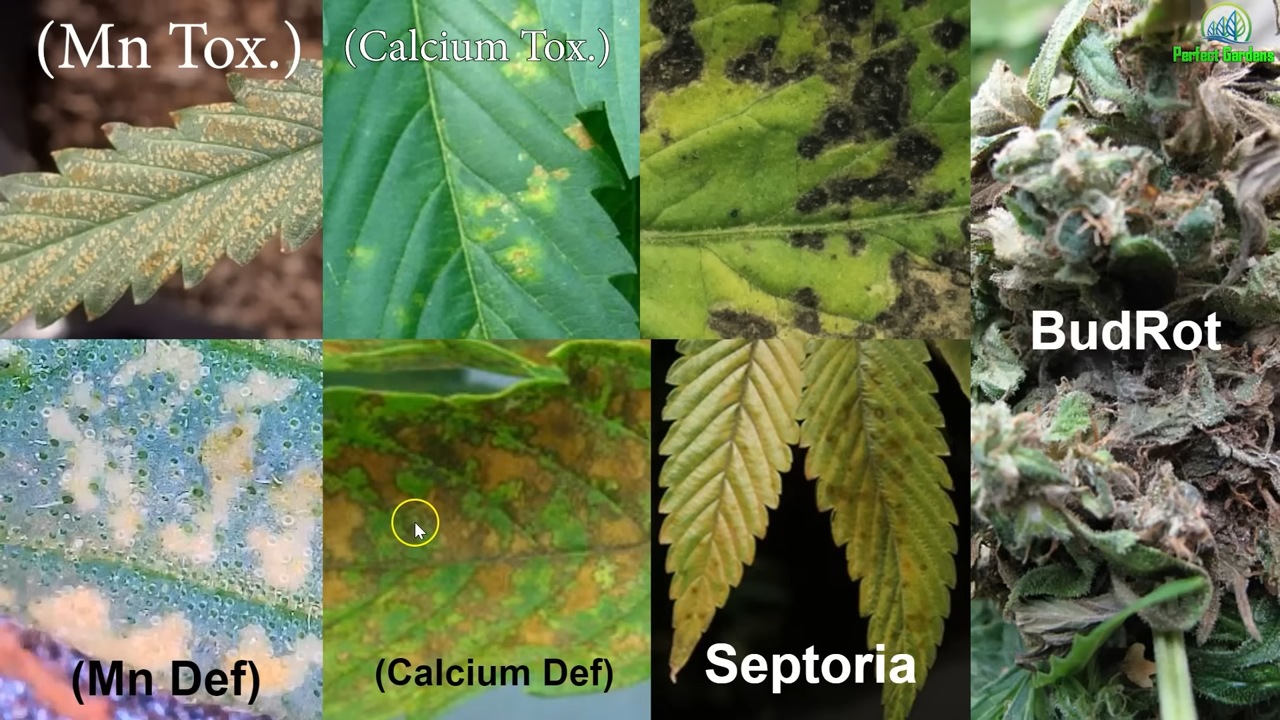 (Mn Tox.)
(Calcium Tox.)
Perfect Gardens
BudRot
(Mn Def)
(Calcium Def)
Septoria